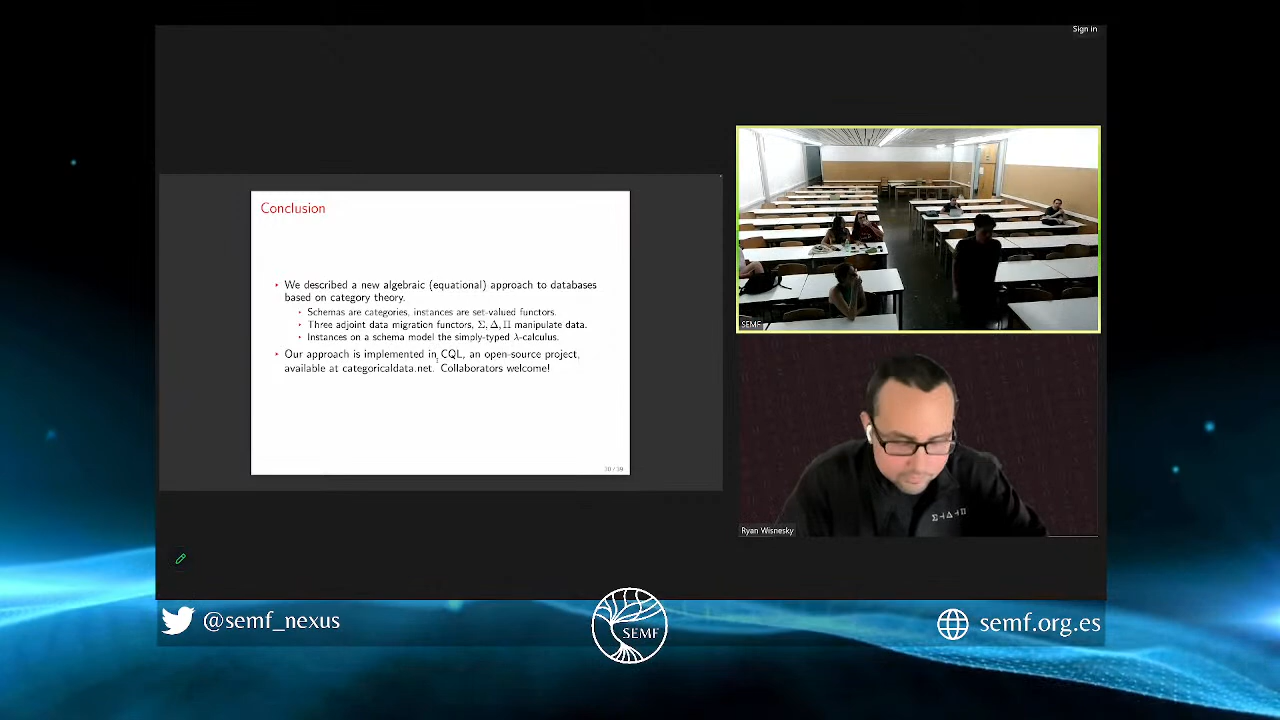 Sign in
Conclusion
We described a new algebraic (equational) approach to databases
based on category theory.
Schemas are categories, instances are set-valued functors.
Three adjoint data migration functors, Σ, Δ, Π manipulate data.
Instances on a schema model the simply-typed λ-calculus.
Our approach is implemented in CQL, an open-source project,
available at categoricaldata.net. Collaborators welcome!
30 / 39
SEMF
Σ⊣Δ⊣Π
Ryan Wisnesky
@semf_nexus
SEMF
semf.org.es